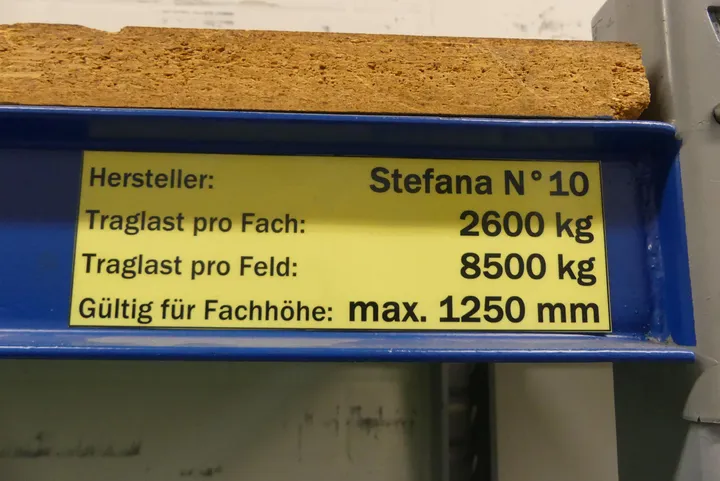 Hersteller: Stefana N°10
Traglast pro Fach: 2600 kg
Traglast pro Feld: 8500 kg
Gültig für Fachhöhe: max. 1250 mm